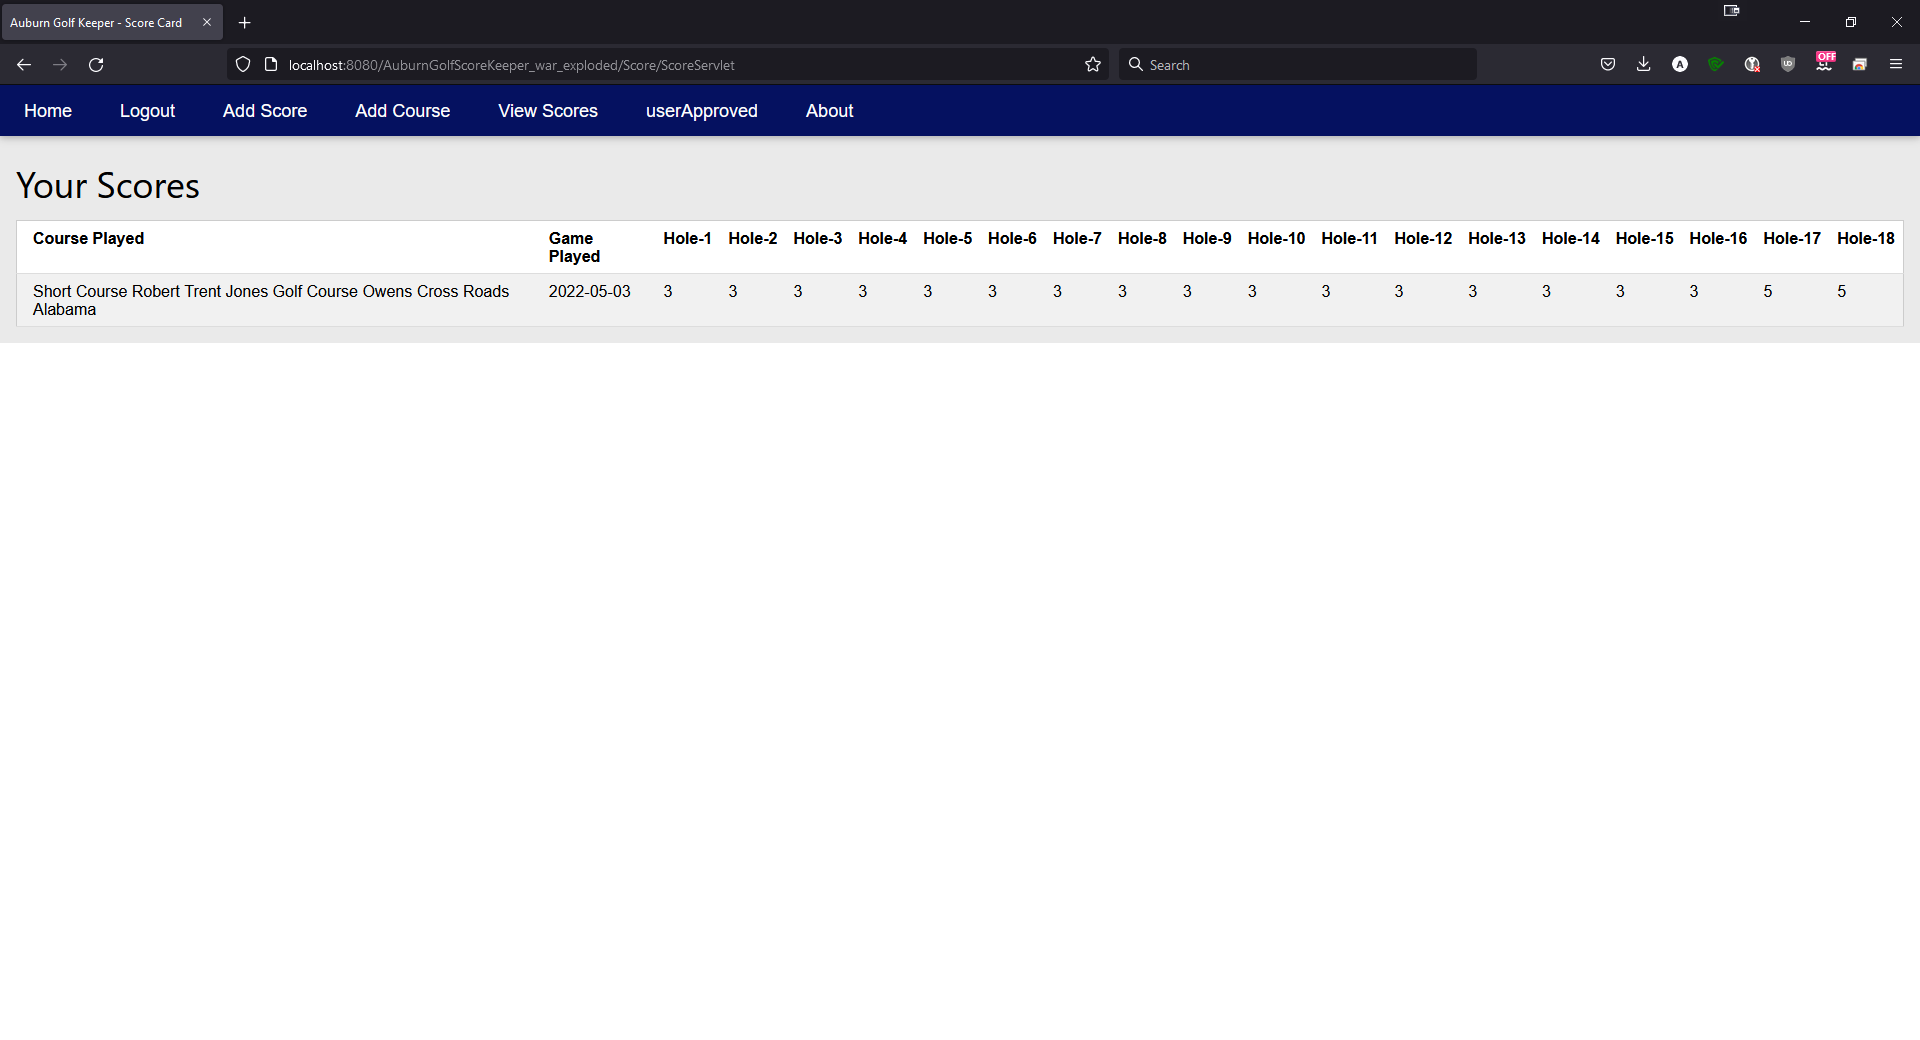 Auburn Golf Keeper - Score Card
localhost:8080/AuburnGolfScoreKeeper_war_exploded/Score/ScoreServlet
Search
A
UD
OFF
Home Logout Add Score Add Course View Scores userApproved About
Your Scores
Course Played Game Played Hole-1 Hole-2 Hole-3 Hole-4 Hole-5 Hole-6 Hole-7 Hole-8 Hole-9 Hole-10 Hole-11 Hole-12 Hole-13 Hole-14 Hole-15 Hole-16 Hole-17 Hole-18
Short Course Robert Trent Jones Golf Course Owens Cross Roads 2022-05-03 3 3 3 3 3 3 3 3 3 3 3 3 3 3 3 3 5 5
Alabama